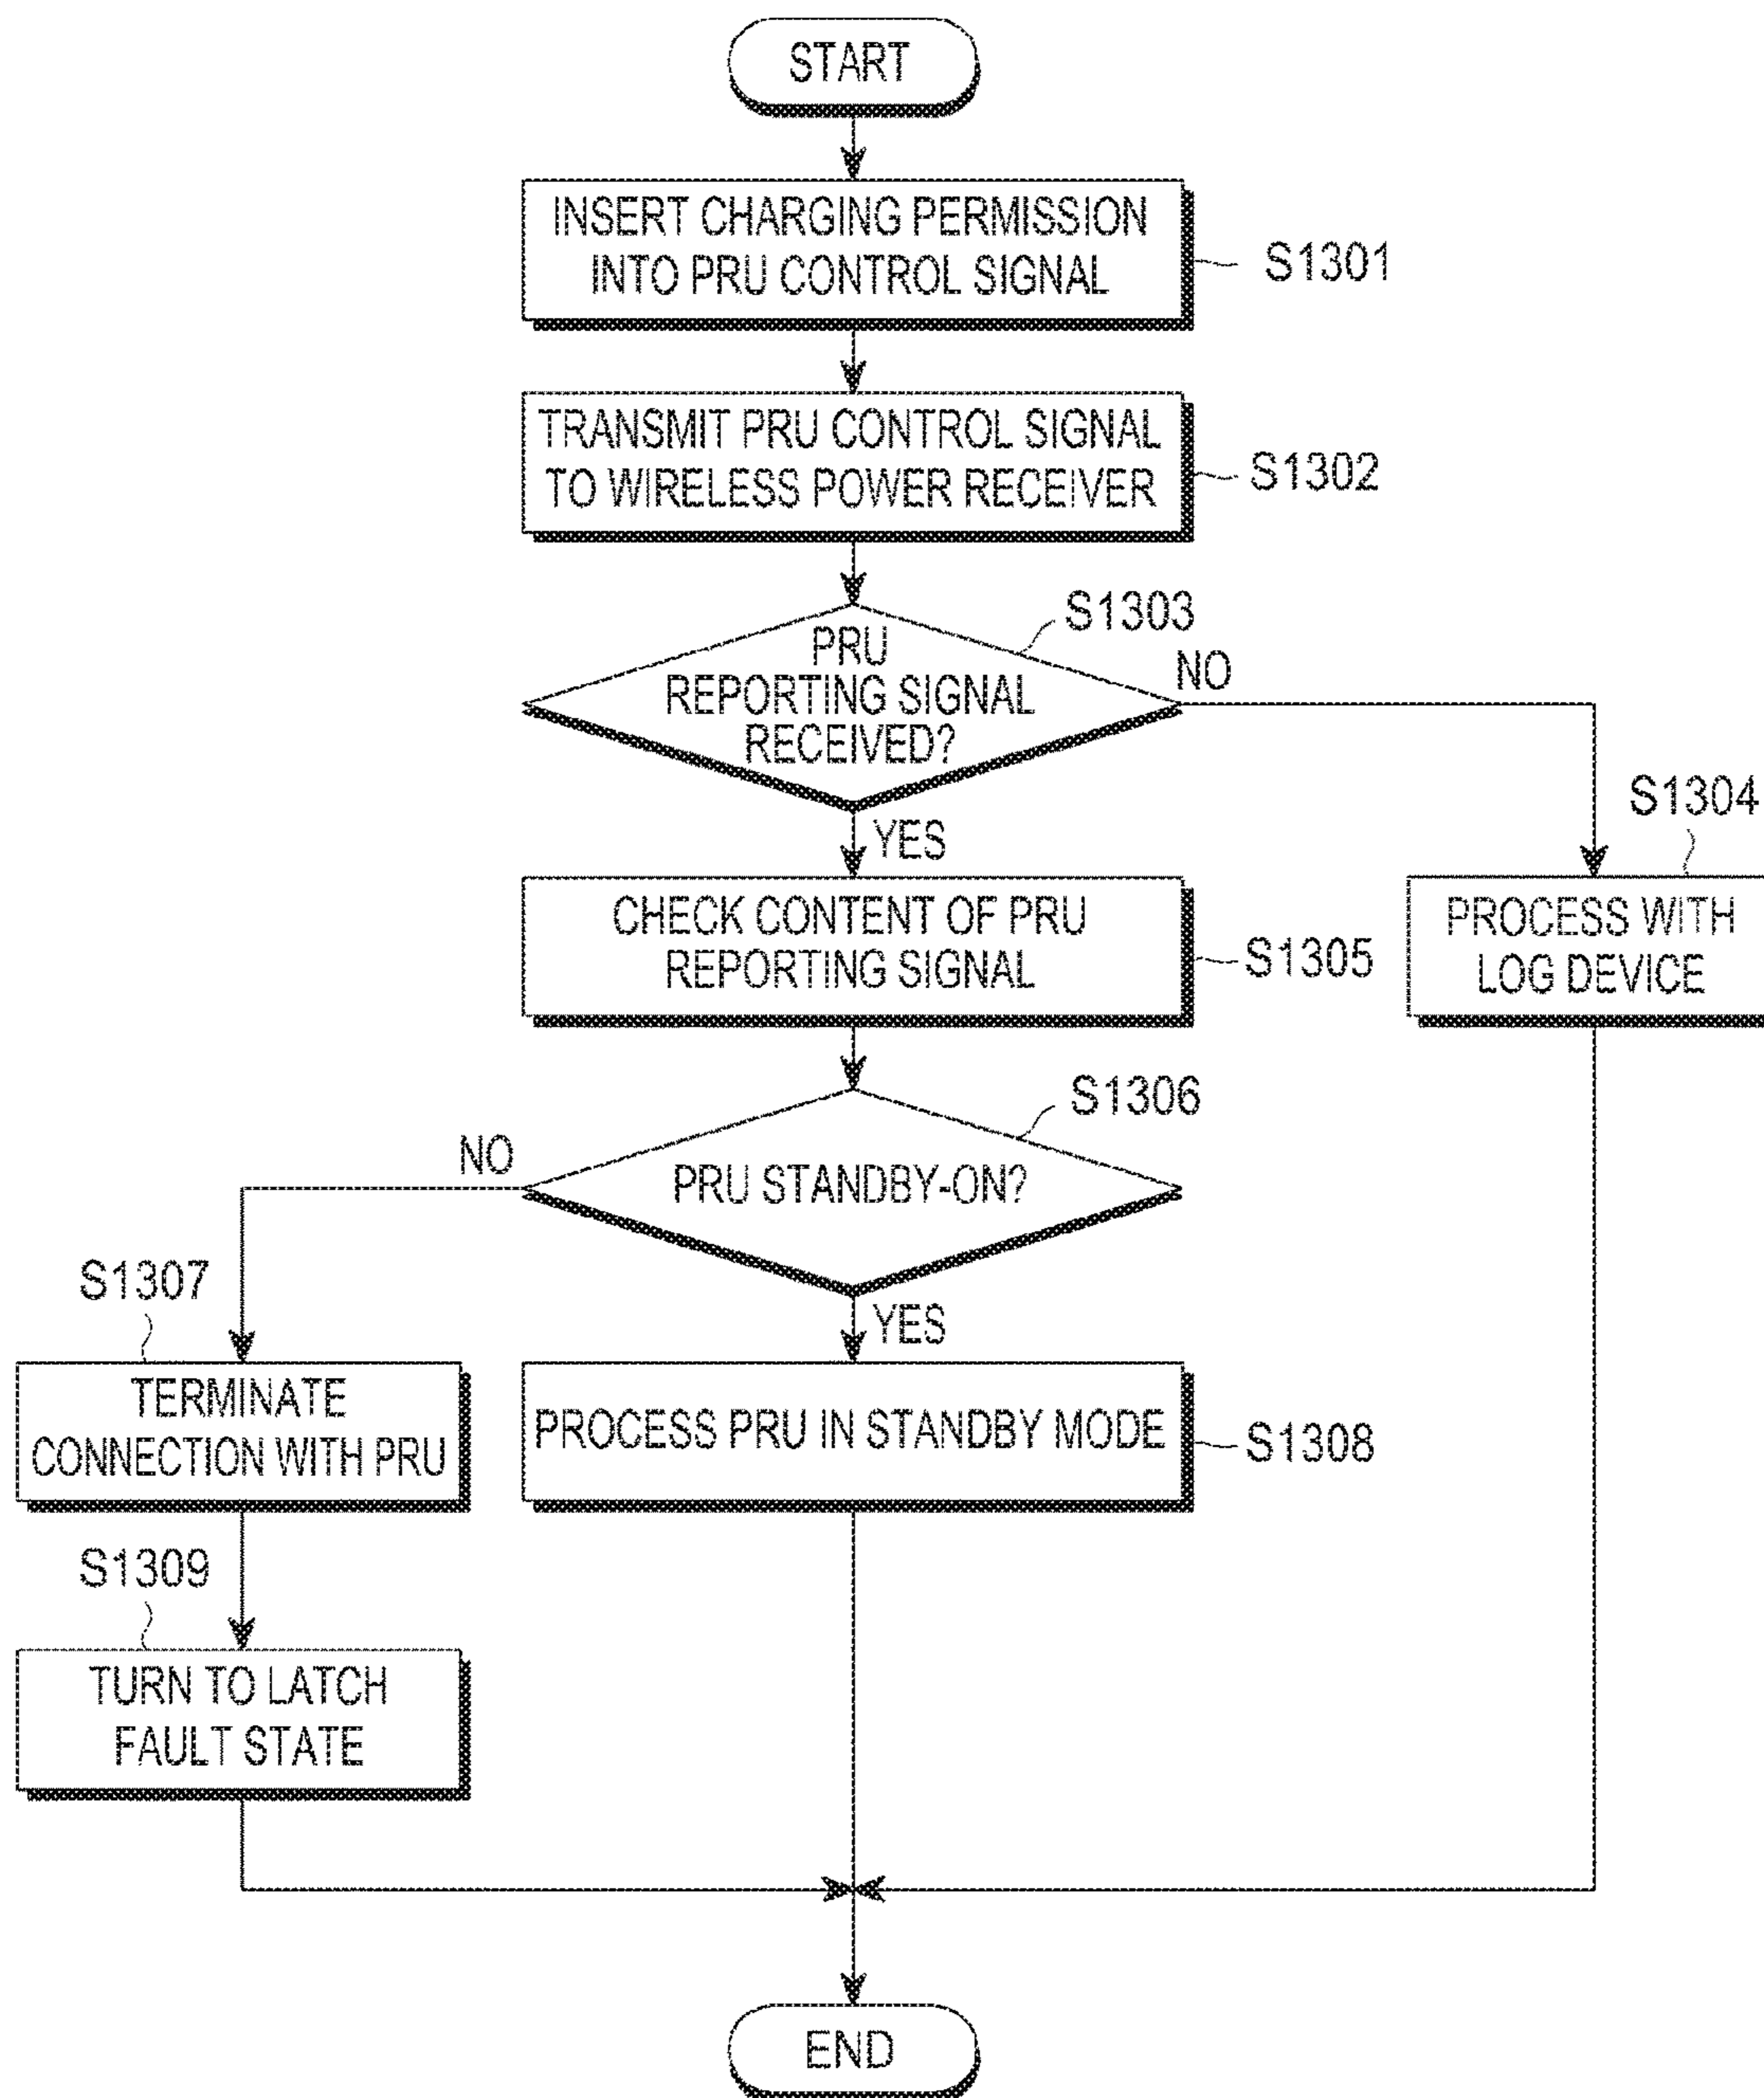 START
INSERT CHARGING PERMISSION
INTO PRU CONTROL SIGNAL
S1301
TRANSMIT PRU CONTROL SIGNAL
TO WIRELESS POWER RECEIVER
S1302
S1303
PRU
REPORTING SIGNAL
RECEIVED?
NO
YES
S1304
PROCESS WITH
LOG DEVICE
CHECK CONTENT OF PRU
REPORTING SIGNAL
S1305
S1306
PRU STANDBY-ON?
NO
YES
S1307
TERMINATE
CONNECTION WITH PRU
PROCESS PRU IN STANDBY MODE
S1308
S1309
TURN TO LATCH
FAULT STATE
END